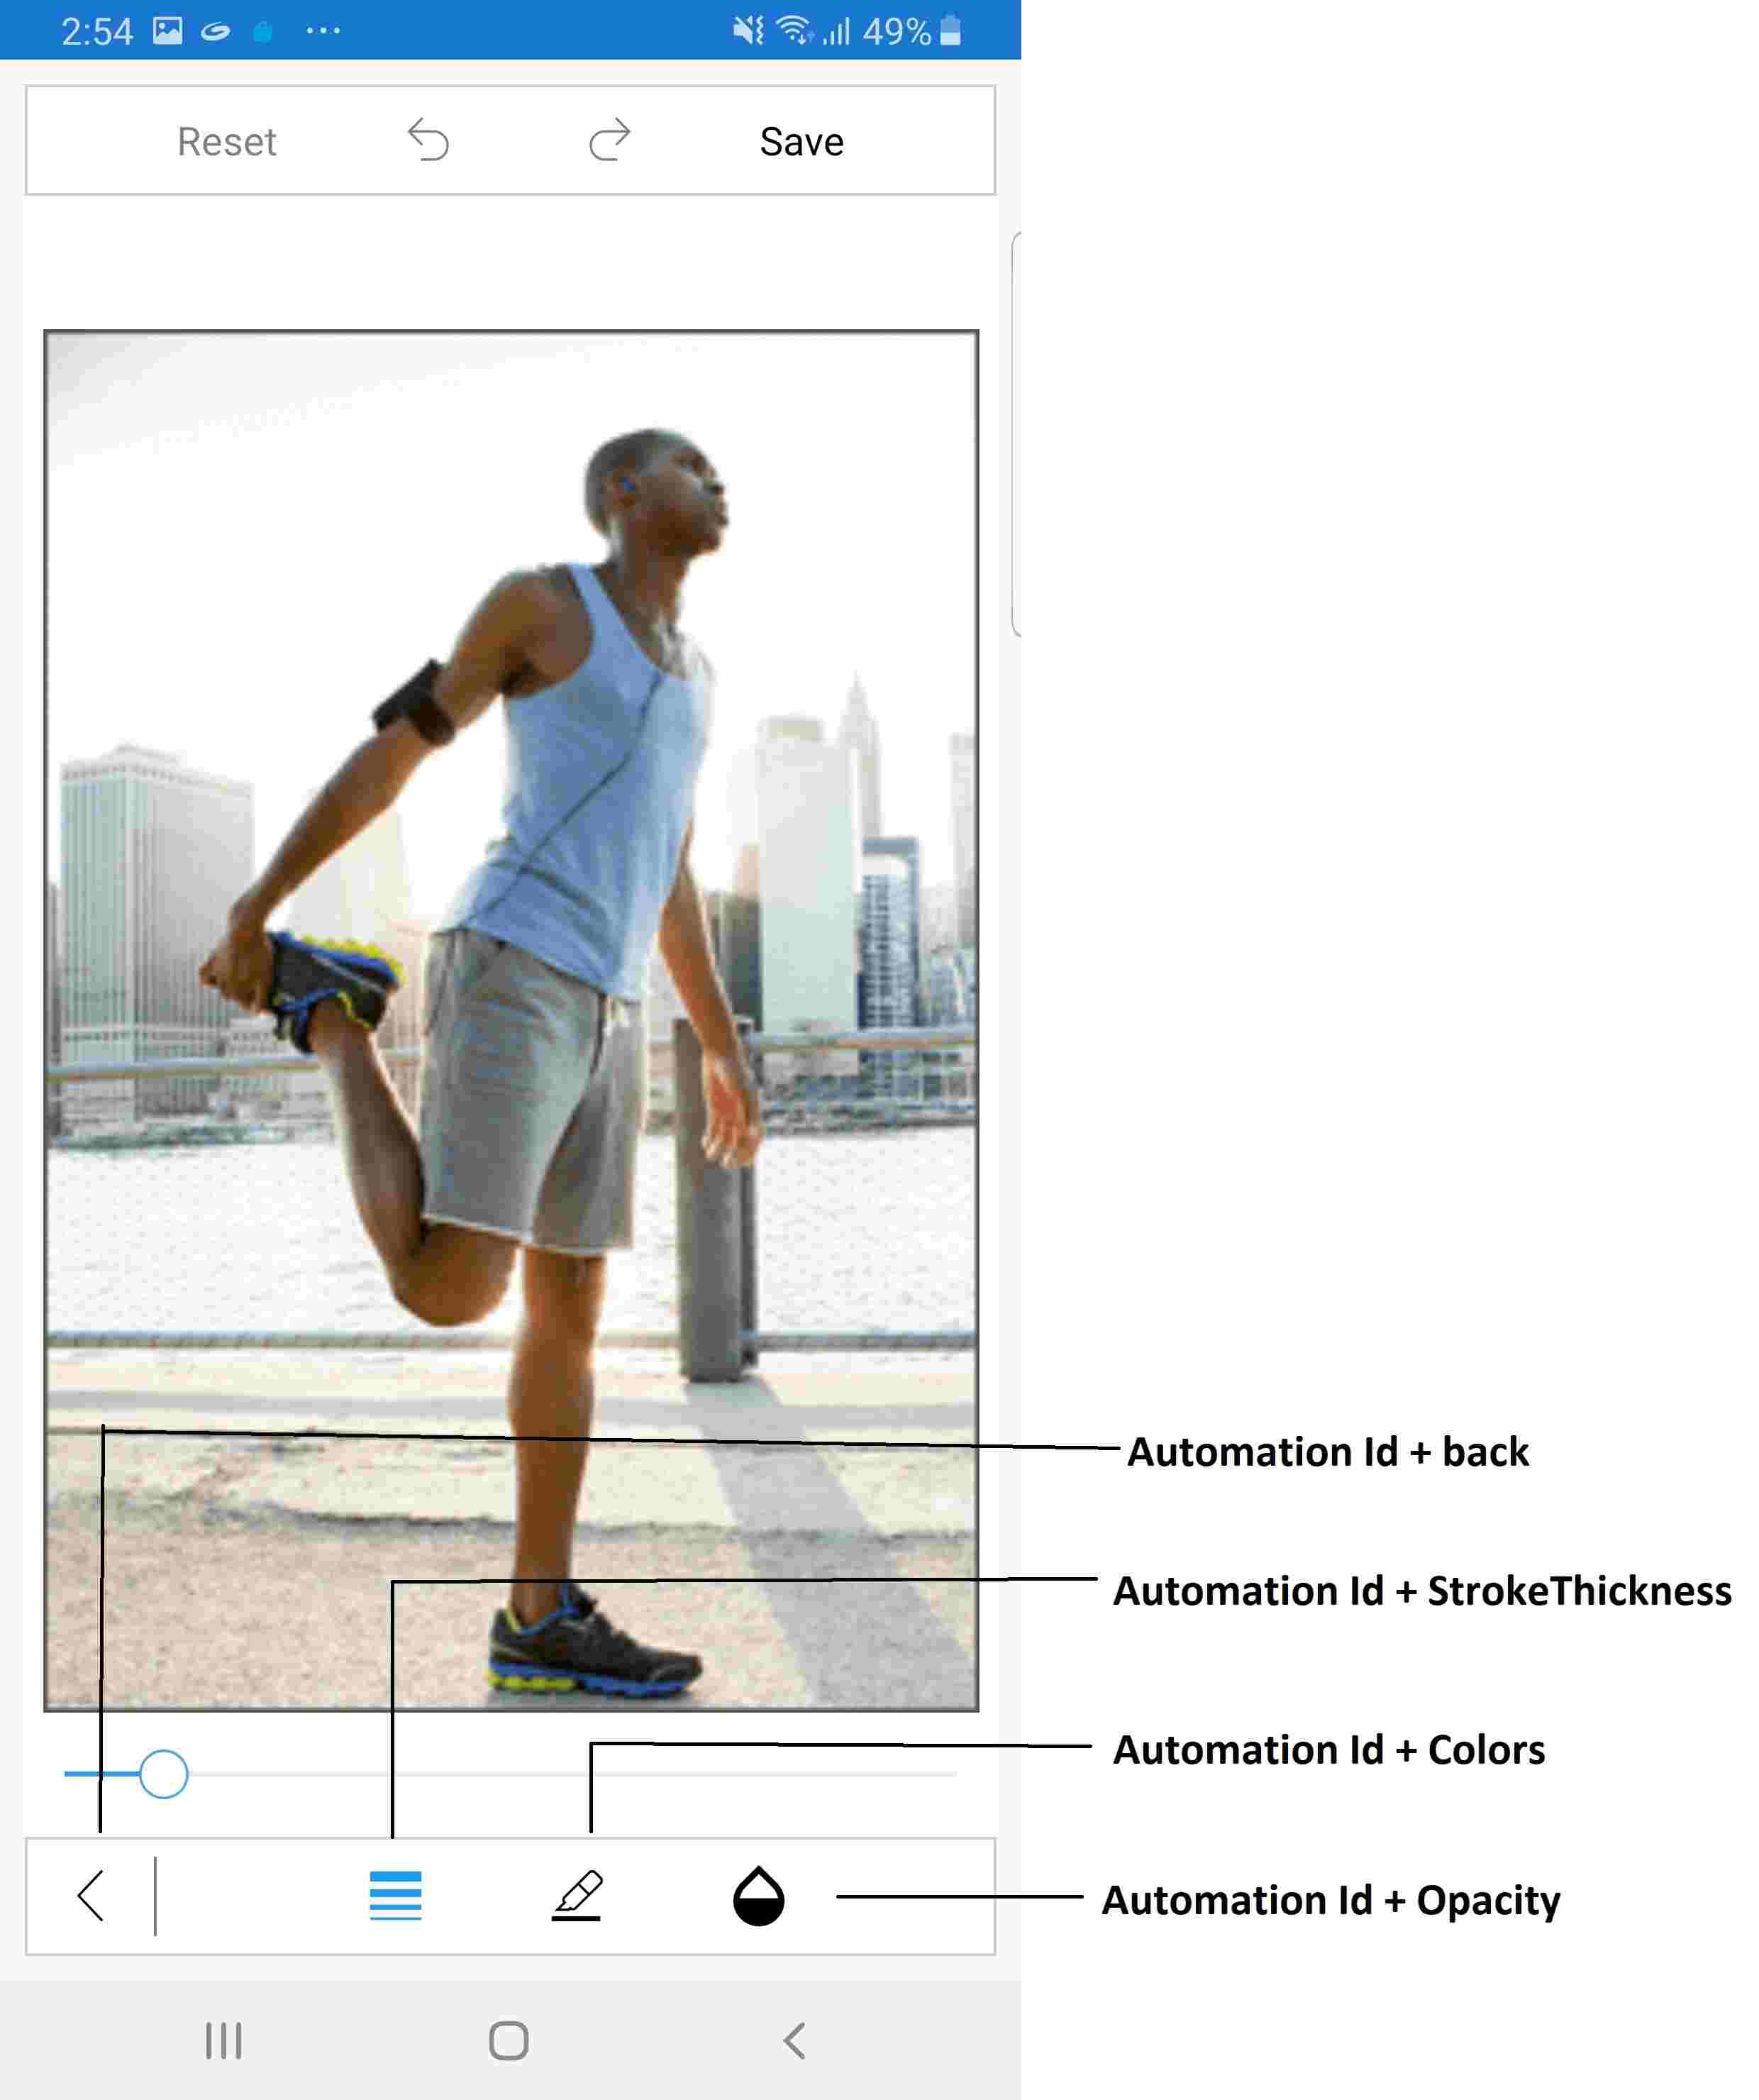 2:54 49%
Reset Save
Automation Id + back
Automation Id + StrokeThickness
Automation Id + Colors
Automation Id + Opacity